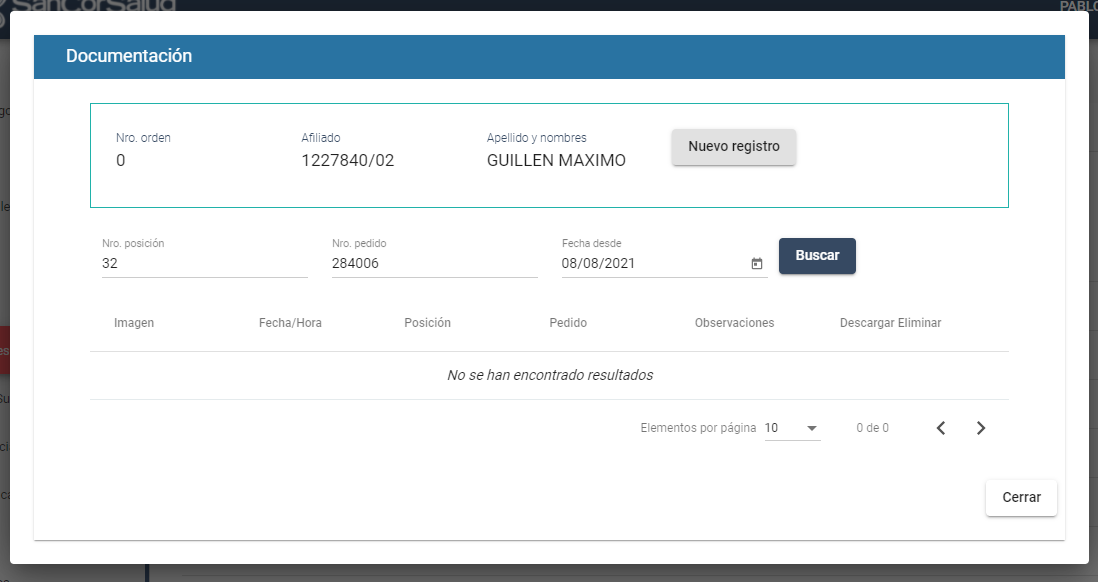 SanCorSalud
PABLO
Documentación
Nro. orden Afiliado Apellido y nombres
0 1227840/02 GUILLEN MAXIMO Nuevo registro
Nro. posición Nro. pedido Fecha desde
32 284006 08/08/2021 Buscar
Imagen Fecha/Hora Posición Pedido Observaciones Descargar Eliminar
No se han encontrado resultados
Elementos por página 10 0 de 0
Cerrar